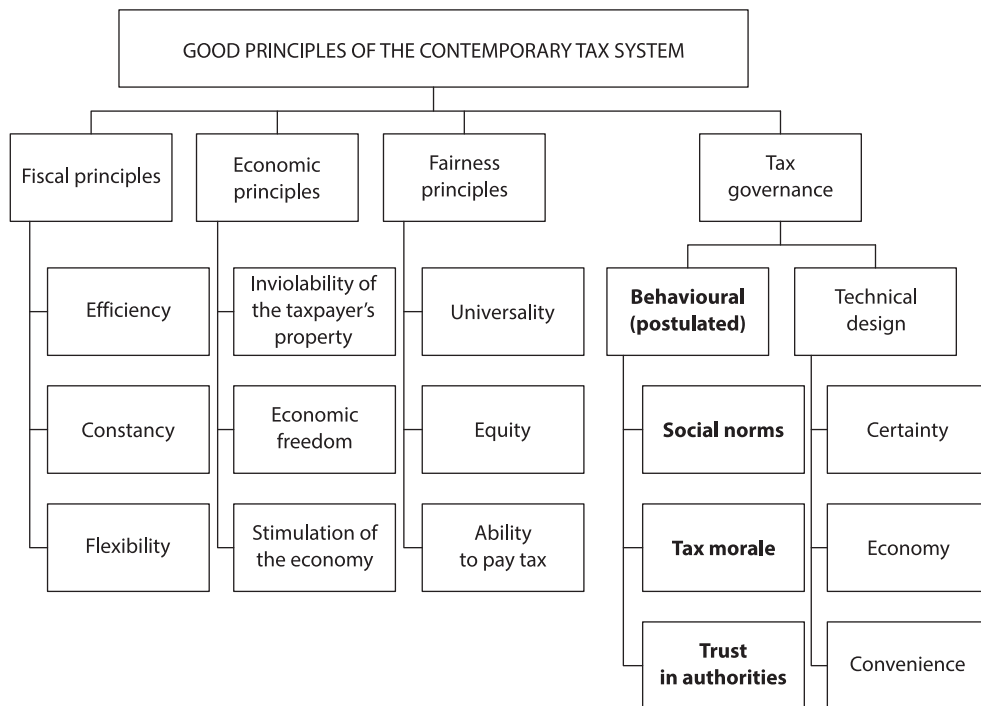 GOOD PRINCIPLES OF THE CONTEMPORARY TAX SYSTEM
Fiscal principles
Economic
principles
Fairness
principles
Tax
governance
Efficiency
Inviolability of
the taxpayer's
property
Universality
Behavioural
(postulated)
Technical
design
Constancy
Economic
freedom
Equity
Social norms
Certainty
Flexibility
Stimulation of
the economy
Ability
to pay tax
Tax morale
Economy
Trust
in authorities
Convenience